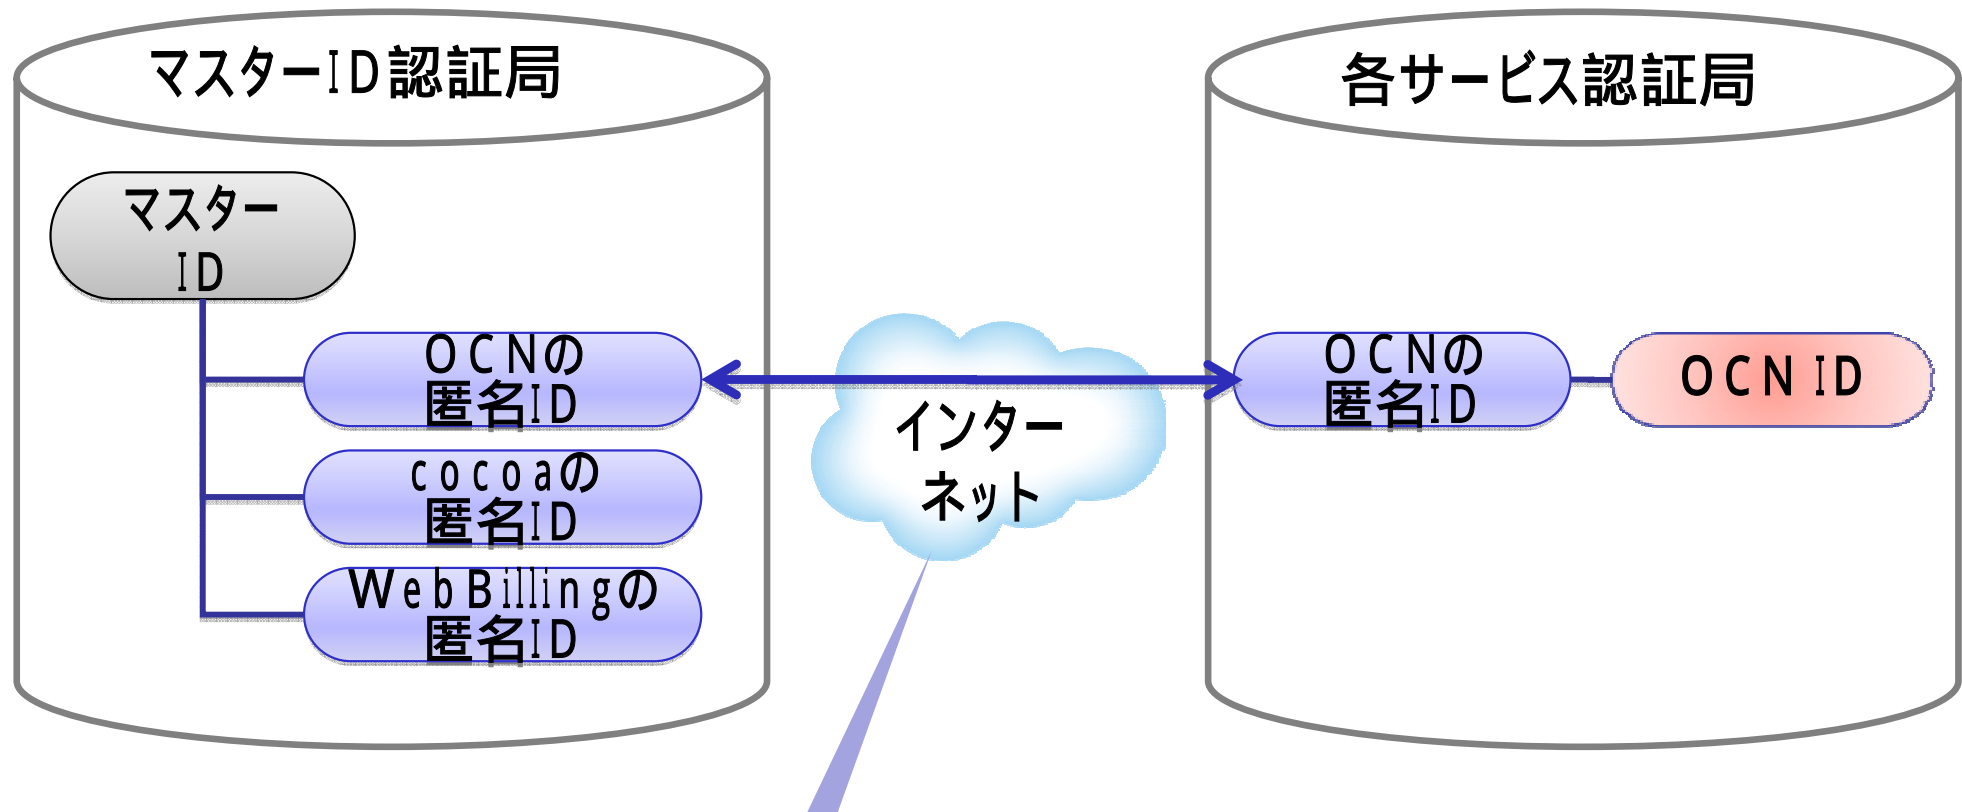 マスターID認証局
各サービス認証局
マスター
ID
OCNの
匿名ID
cocoaの
匿名ID
WebBillingの
匿名ID
インター
ネット
OCNの
匿名ID
OCN ID